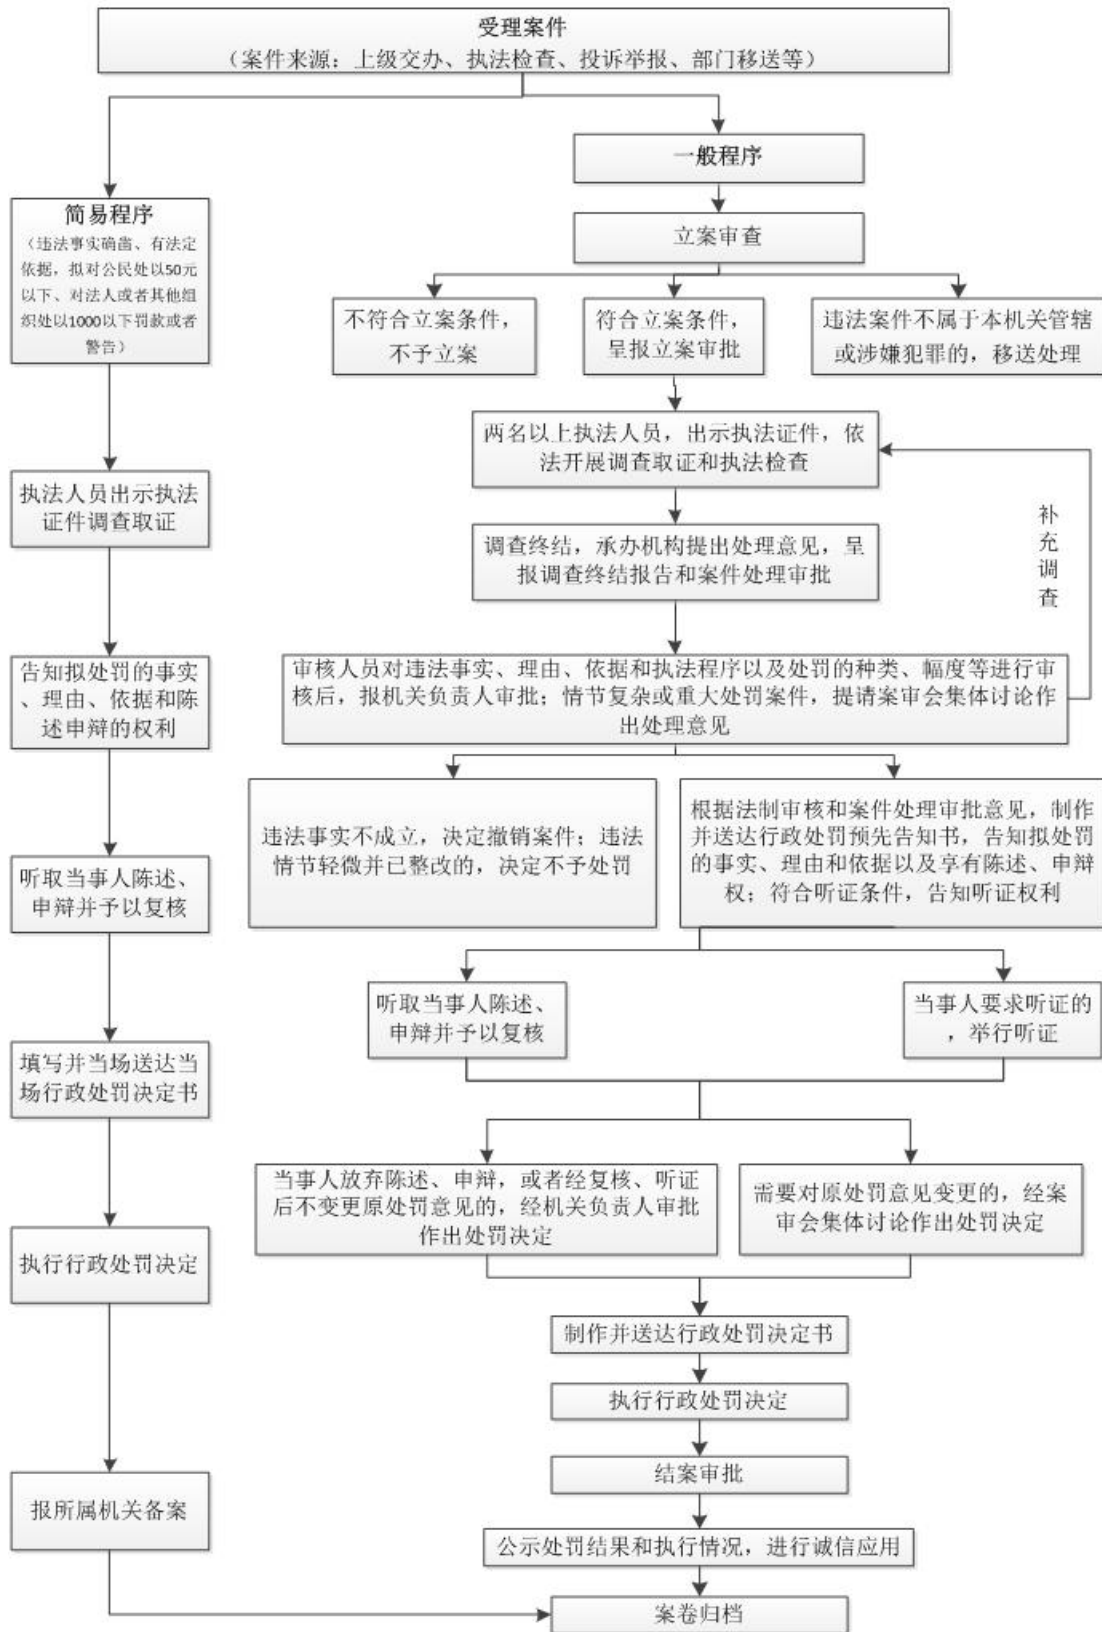 受理案件
（案件来源：上级交办、执法检查、投诉举报、部门移送等）
简易程序
（违法事实确凿、有法定
依据，拟对公民处以50元
以下、对法人或者其他组
织处以1000以下罚款或者
警告）
执法人员出示执法
证件调查取证
告知拟处罚的事实
、理由、依据和陈
述申辩的权利
听取当事人陈述、
申辩并予以复核
填写并当场送达当
场行政处罚决定书
执行行政处罚决定
报所属机关备案
一般程序
立案审查
不符合立案条件，
不予立案
符合立案条件，
呈报立案审批
违法案件不属于本机关管辖
或涉嫌犯罪的，移送处理
两名以上执法人员，出示执法证件，依
法开展调查取证和执法检查
补
充
调
查
调查终结，承办机构提出处理意见，呈
报调查终结报告和案件处理审批
审核人员对违法事实、理由、依据和执法程序以及处罚的种类、幅度等进行审
核后，报机关负责人审批；情节复杂或重大处罚案件，提请案审会集体讨论作
出处理意见
违法事实不成立，决定撤销案件；违法
情节轻微并已整改的，决定不予处罚
根据法制审核和案件处理审批意见，制作
并送达行政处罚预先告知书，告知拟处罚
的事实、理由和依据以及享有陈述、申辩
权；符合听证条件，告知听证权利
听取当事人陈述、
申辩并予以复核
当事人要求听证的
，举行听证
当事人放弃陈述、申辩，或者经复核、听证
后不变更原处罚意见的，经机关负责人审批
作出处罚决定
需要对原处罚意见变更的，经案
审会集体讨论作出处罚决定
制作并送达行政处罚决定书
执行行政处罚决定
结案审批
公示处罚结果和执行情况，进行诚信应用
案卷归档